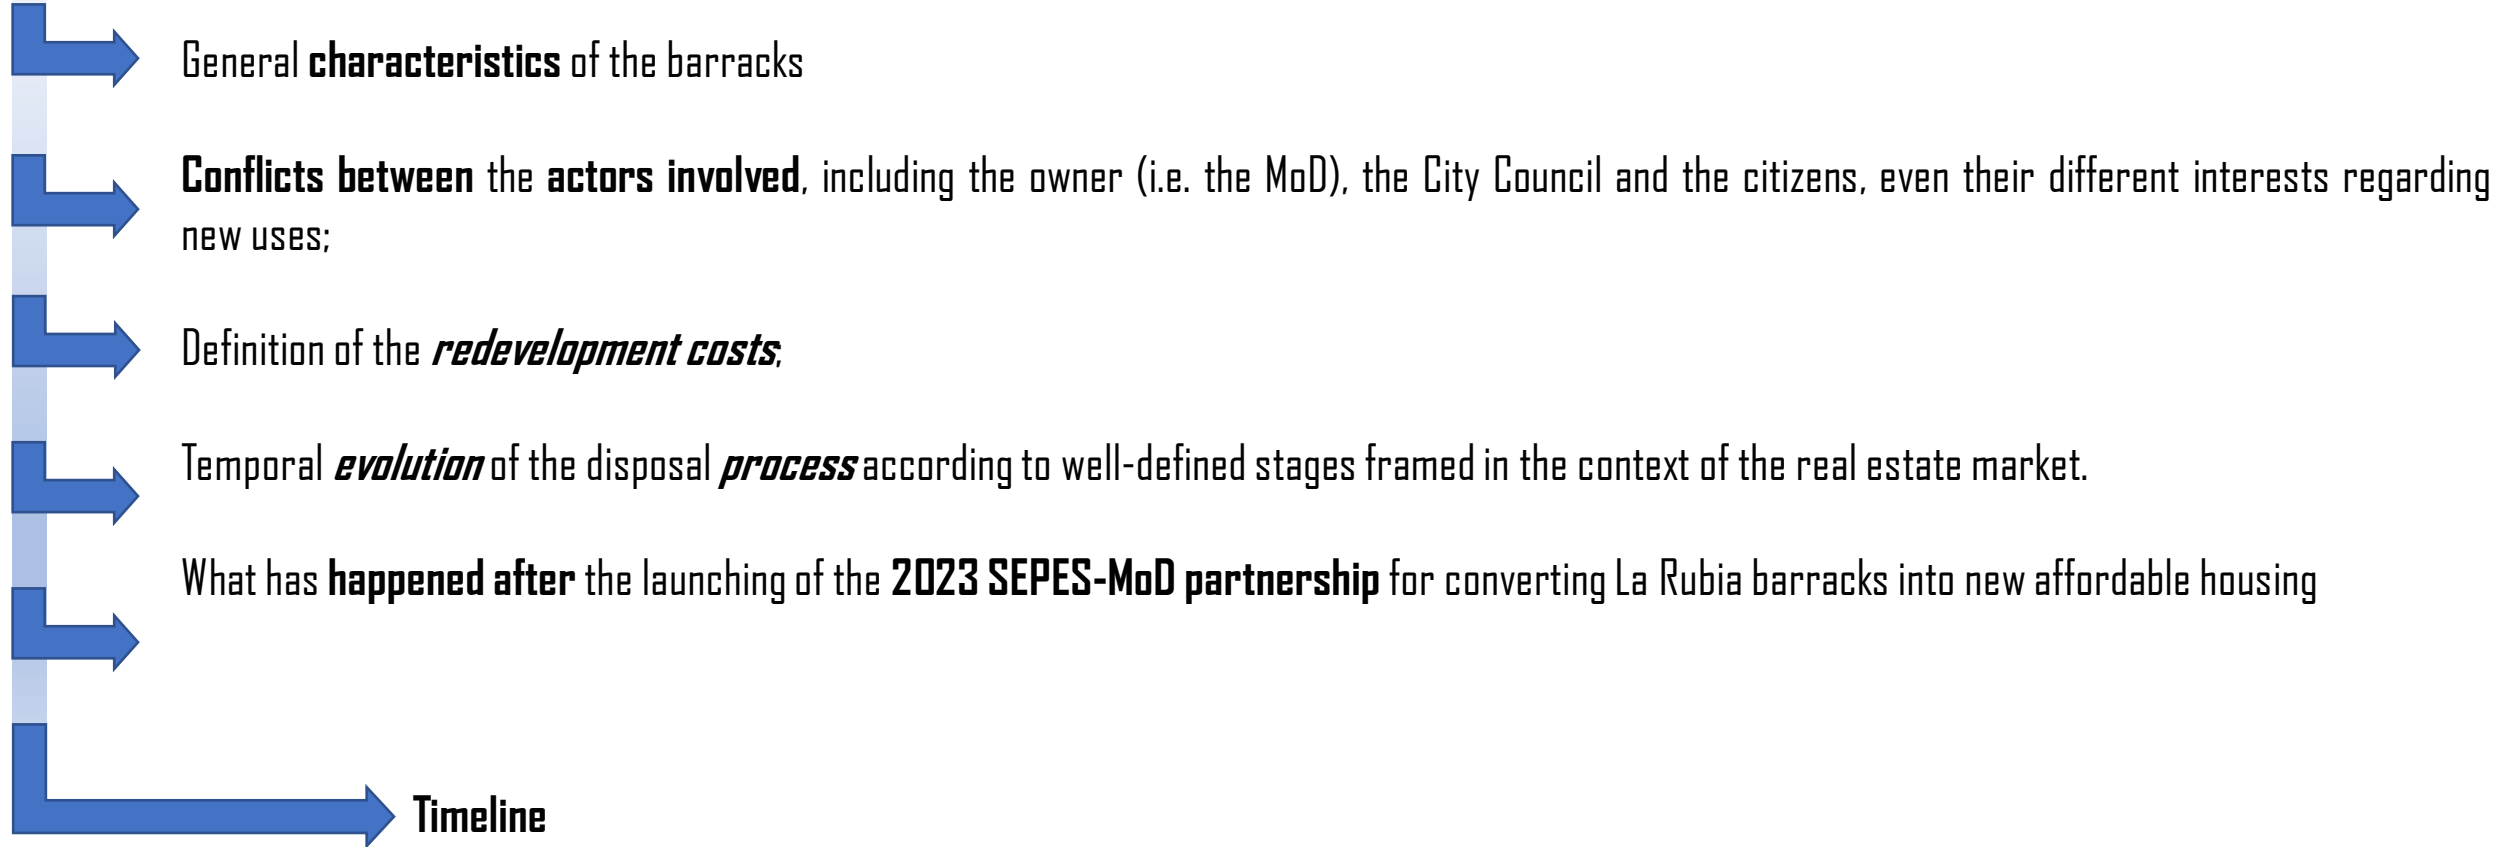 General characteristics of the barracks
Conflicts between the actors involved, including the owner (i.e. the MoD), the City Council and the citizens, even their different interests regarding
new uses;
Definition of the redevelopment costs;
Temporal evolution of the disposal process according to well-defined stages framed in the context of the real estate market.
What has happened after the launching of the 2023 SEPES-MoD partnership for converting La Rubia barracks into new affordable housing
Timeline